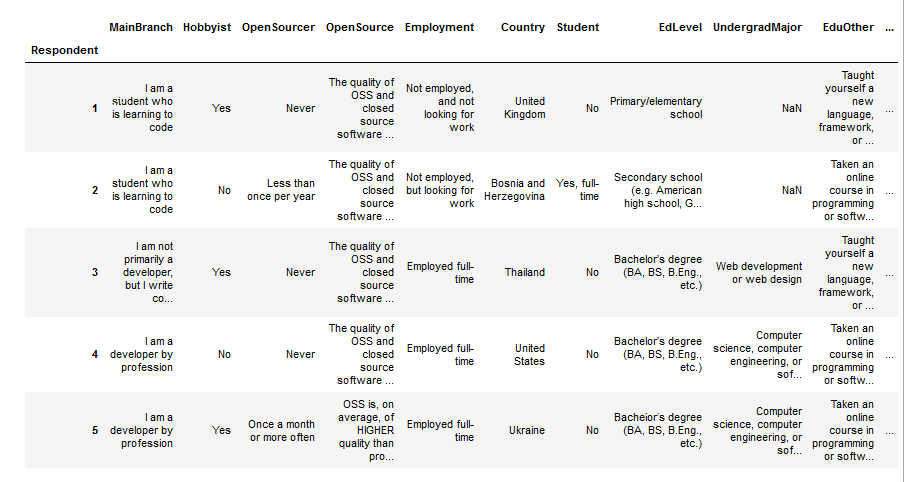 MainBranch Hobbyist OpenSourcer OpenSource Employment Country Student EdLevel UndergradMajor EduOther ...
Respondent
1 I am a student who is learning to code Yes Never The quality of OSS and closed source software ... Not employed, and not looking for work United Kingdom No Primary/elementary school NaN Taught yourself a new language, framework, or ... ...
2 I am a student who is learning to code No Less than once per year The quality of OSS and closed source software ... Not employed, but looking for work Bosnia and Herzegovina Yes, full-time Secondary school (e.g. American high school, G... NaN Taken an online course in programming or softw... ...
3 I am not primarily a developer, but I write co... Yes Never The quality of OSS and closed source software ... Employed full-time Thailand No Bachelor's degree (BA, BS, B.Eng., etc.) Web development or web design Taught yourself a new language, framework, or ... ...
4 I am a developer by profession No Never The quality of OSS and closed source software ... Employed full-time United States No Bachelor's degree (BA, BS, B.Eng., etc.) Computer science, computer engineering, or sof... Taken an online course in programming or softw... ...
5 I am a developer by profession Yes Once a month or more often OSS is, on average, of HIGHER quality than pro... Employed full-time Ukraine No Bachelor's degree (BA, BS, B.Eng., etc.) Computer science, computer engineering, or sof... Taken an online course in programming or softw... ...